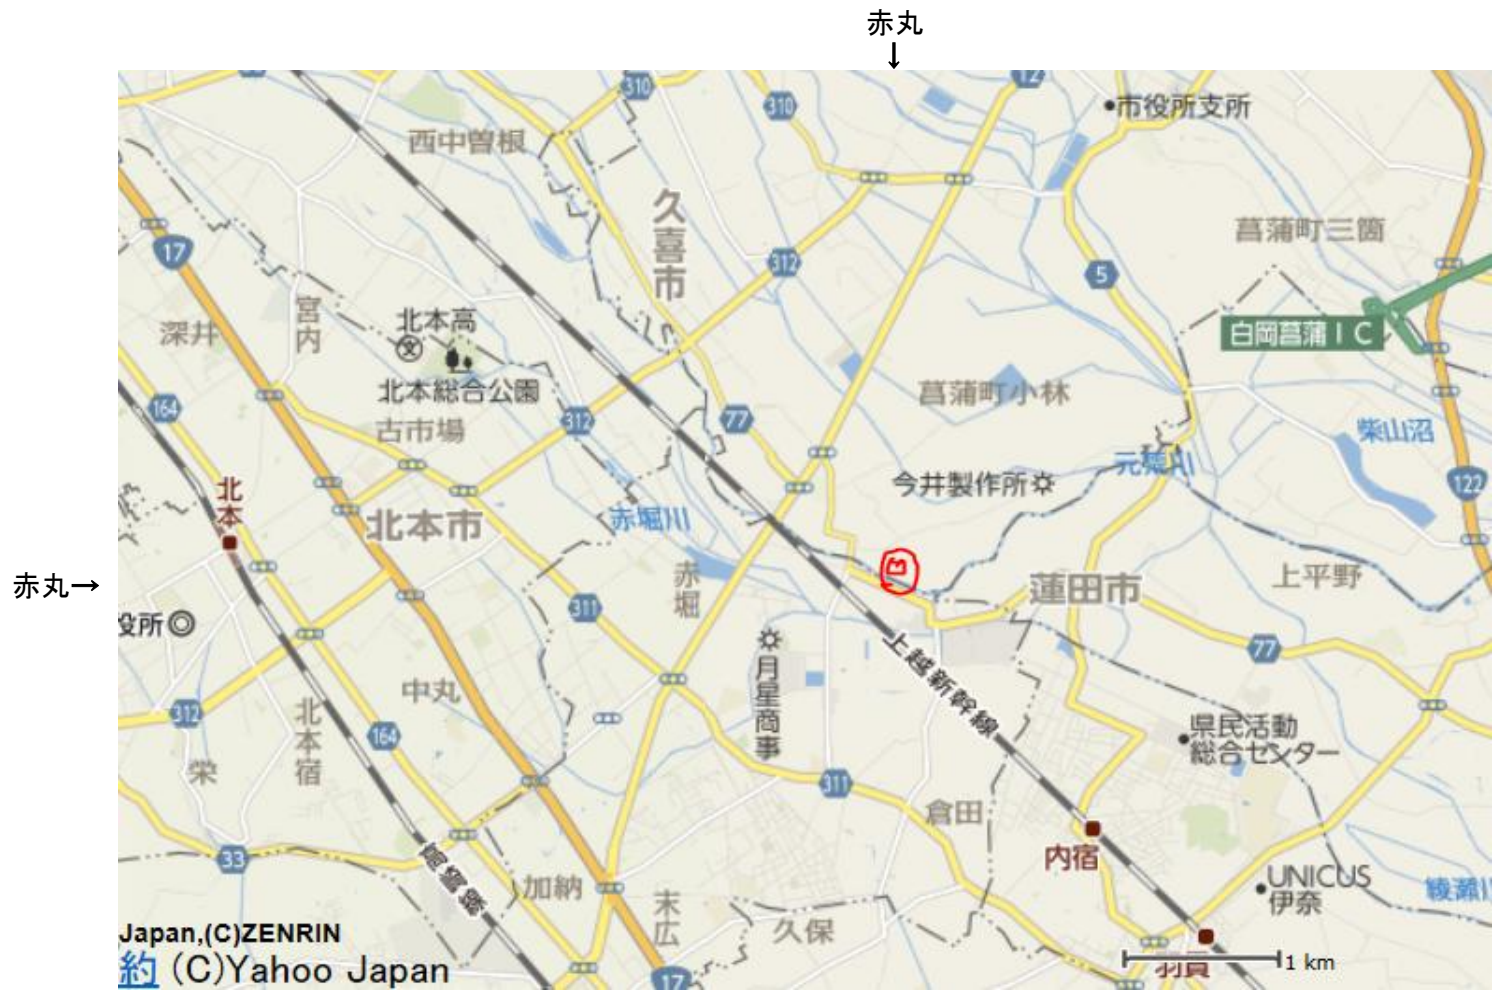 赤丸
↓
12
310
310
市役所支所
西中曽根
久喜市
17
312
5
菖蒲町三箇
宮内
深井
北本高
白岡菖蒲IC
北本総合公園
菖蒲町小林
164
312
77
古市場
柴山沼
元荒川
122
今井製作所
北本
赤堀川
北本市
赤丸→
赤堀
蓮田市
上平野
311
役所
月星商事
上越新幹線
77
中丸
312
北本宿
164
県民活動
総合センター
栄
311
倉田
内宿
33
高崎線
加納
UNICUS
伊奈
末広
久保
綾瀬川
Japan,(C)ZENRIN
約 (C)Yahoo Japan
17
羽貫
1 km